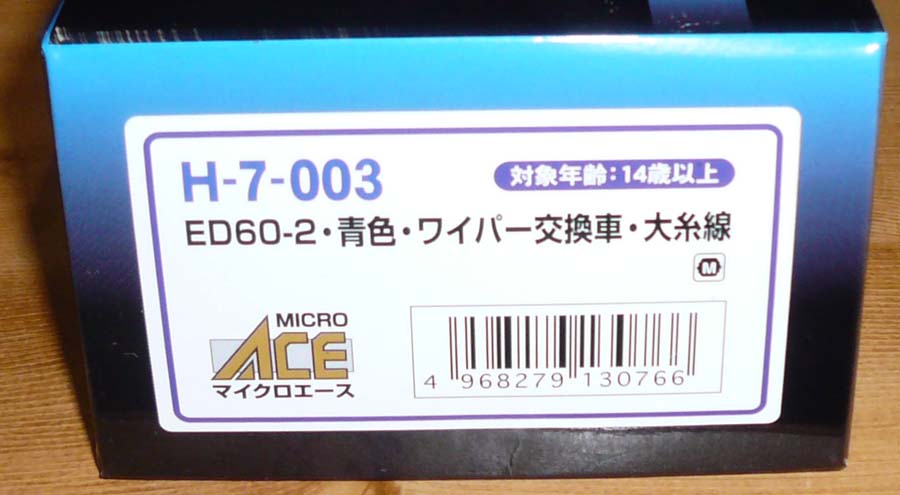 H-7-003
対象年齢：14歳以上
ED60-2・青色・ワイパー交換車・大糸線
M
MICRO
ACE
マイクロエース
4 968279 130766